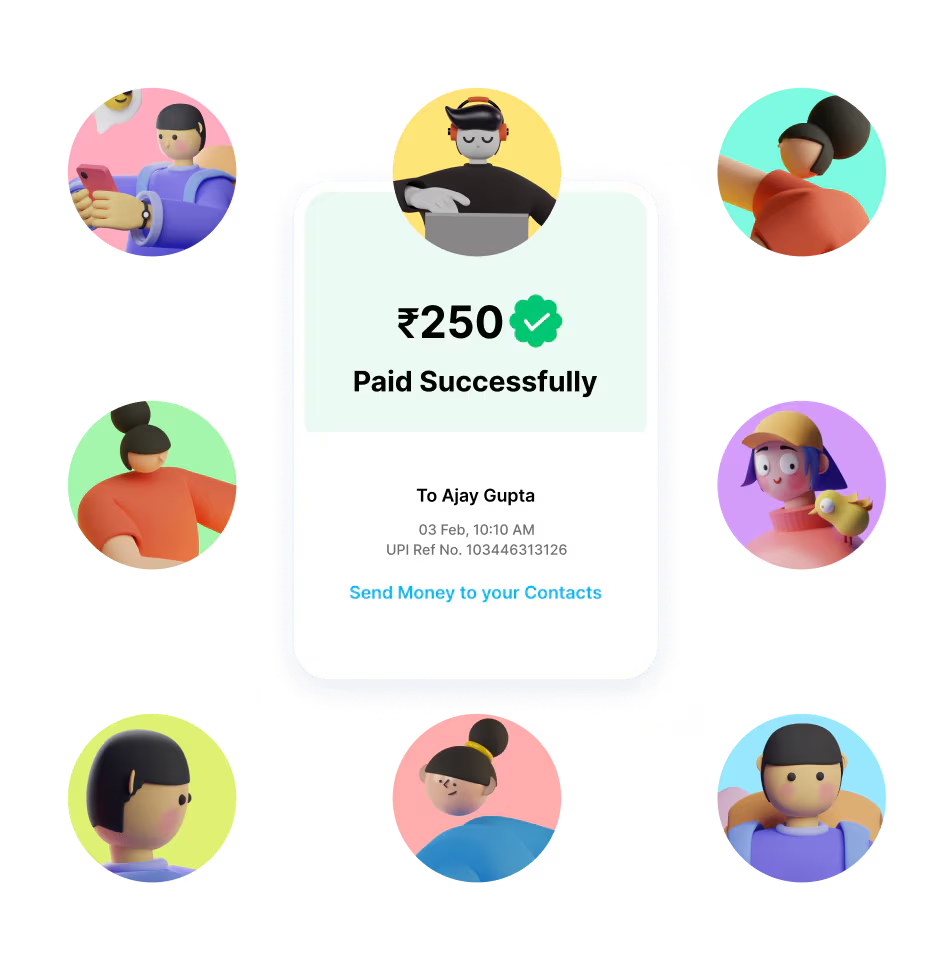 ₹250
Paid Successfully
To Ajay Gupta
03 Feb, 10:10 AM
UPI Ref No. 103446313126
Send Money to your Contacts